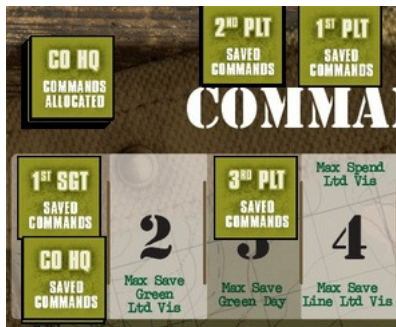 2ND PLT
SAVED
COMMANDS
1ST PLT
SAVED
COMMANDS
CO HQ
COMMANDS
ALLOCATED
COMMA
1ST SGT
SAVED
COMMANDS
CO HQ
SAVED
COMMANDS
2
Max Save
Green
Ltd Vis
3RD PLT
SAVED
COMMANDS
3
Max Save
Green Day
Max Spend
Ltd Vis
4
Max Save
Line Ltd Vis